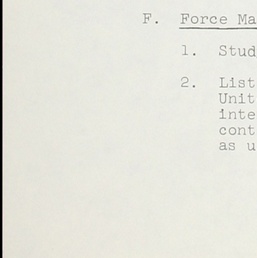 F. Force Ma
1. Stud
2. List
Unit
inte
cont
as u